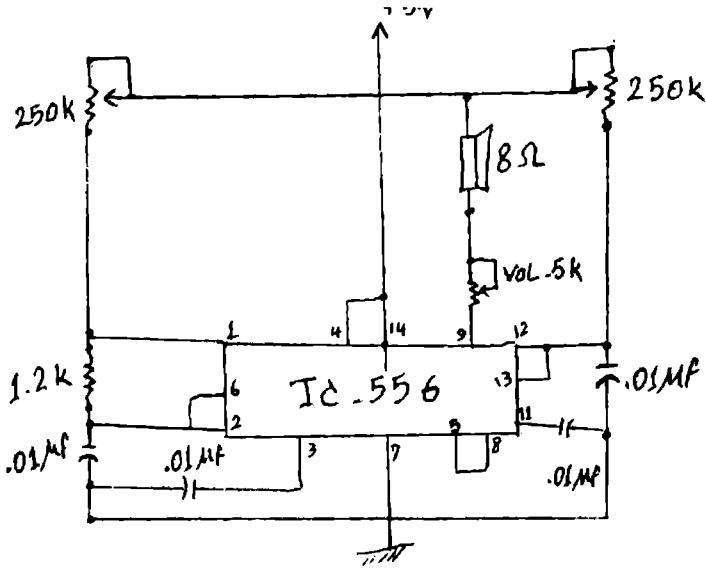 250k
250k
8Ω
VOL-5k
1
4
14
9
12
1.2k
6
IC-556
13
.01Mf
2
11
.01Mf
.01Mf
3
7
5
8
.01Mf